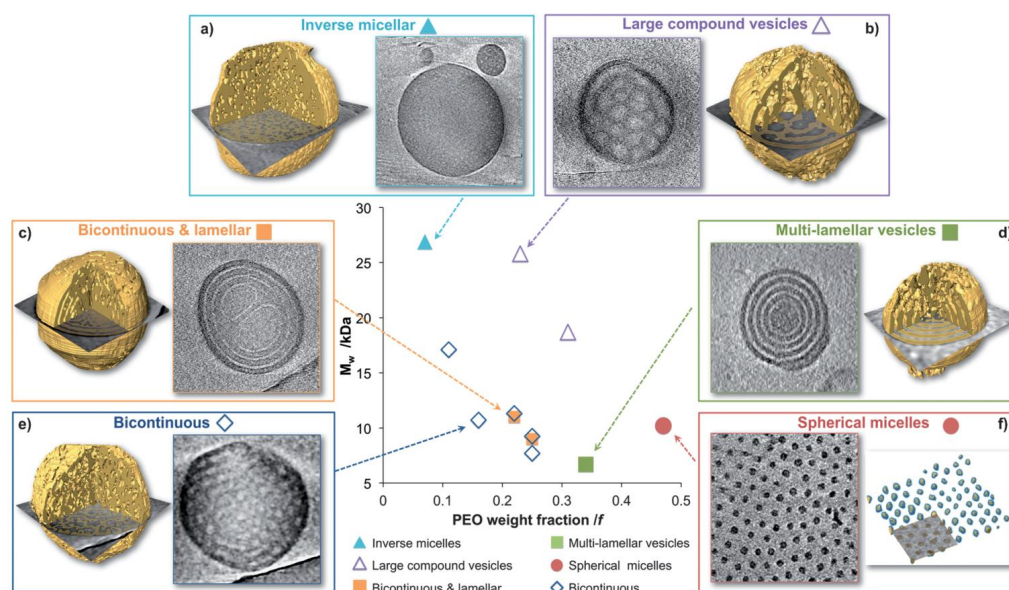 a)
Inverse micellar
Large compound vesicles
b)
c)
Bicontinuous & lamellar
Multi-lamellar vesicles
d)
e)
Bicontinuous
Spherical micelles
f)
30
25
20
15
10
5
Mw /kDa
0
0.1
0.2
0.3
0.4
0.5
PEO weight fraction /f
Inverse micelles
Multi-lamellar vesicles
Large compound vesicles
Spherical micelles
Bicontinuous & lamellar
Bicontinuous